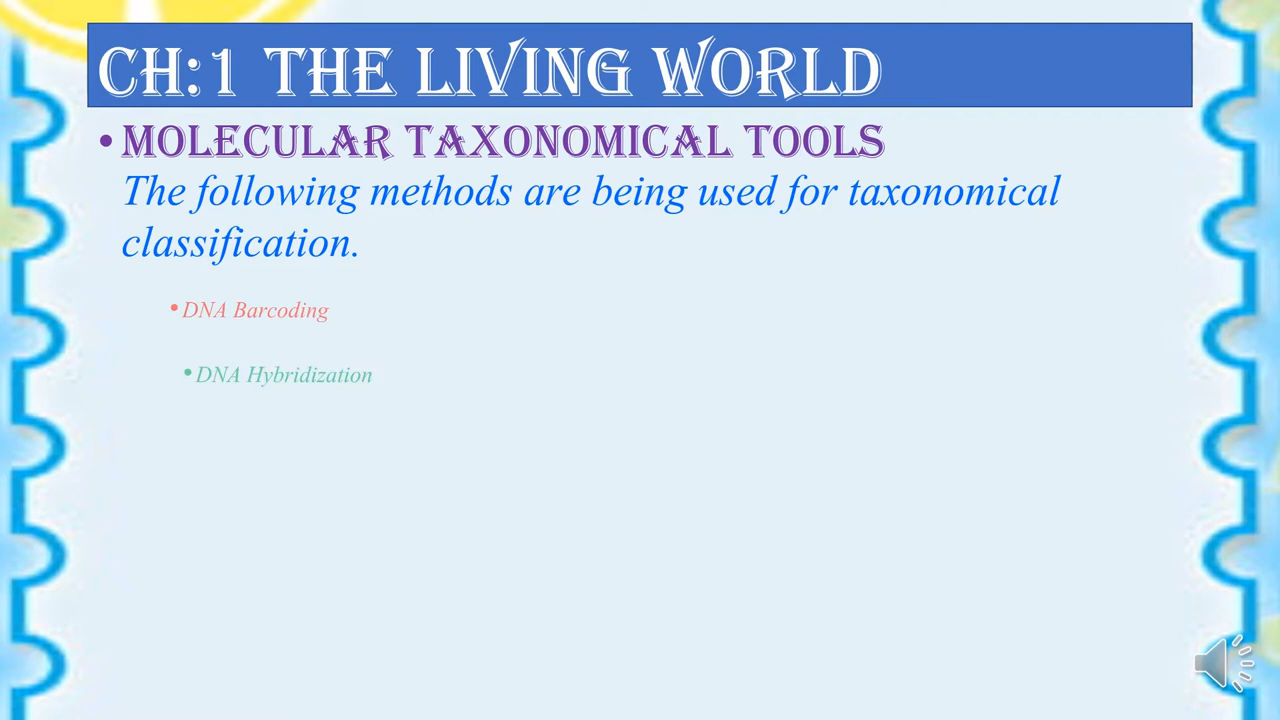 CH:1 THE LIVING WORLD
• MOLECULAR TAXONOMICAL TOOLS
The following methods are being used for taxonomical
classification.
• DNA Barcoding
• DNA Hybridization